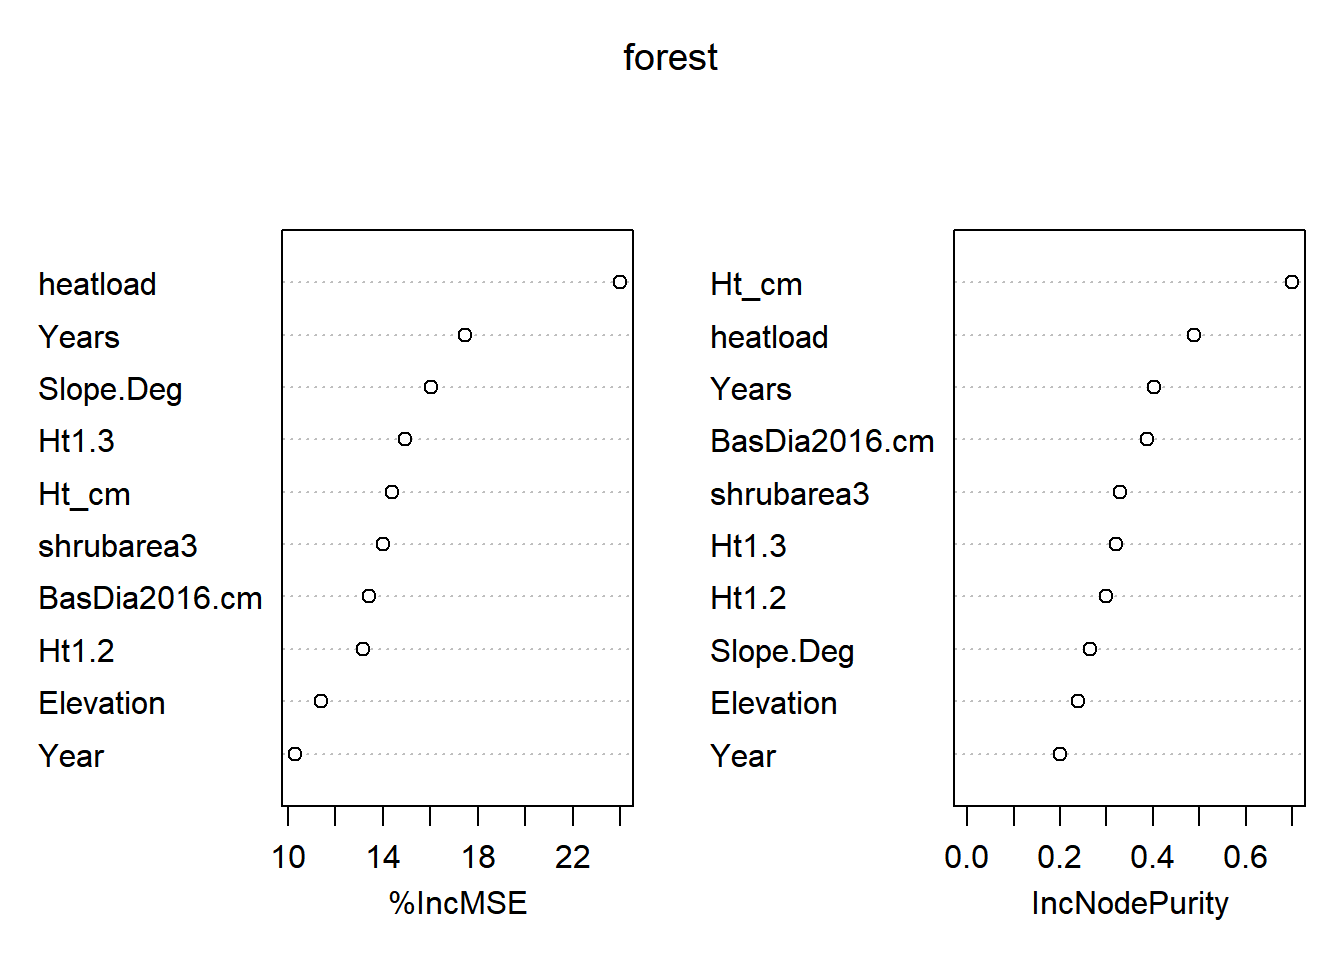 forest
heatload
Years
Slope.Deg
Ht1.3
Ht_cm
shrubarea3
BasDia2016.cm
Ht1.2
Elevation
Year
10 14 18 22
%IncMSE
Ht_cm
heatload
Years
BasDia2016.cm
shrubarea3
Ht1.3
Ht1.2
Slope.Deg
Elevation
Year
0.0 0.2 0.4 0.6
IncNodePurity